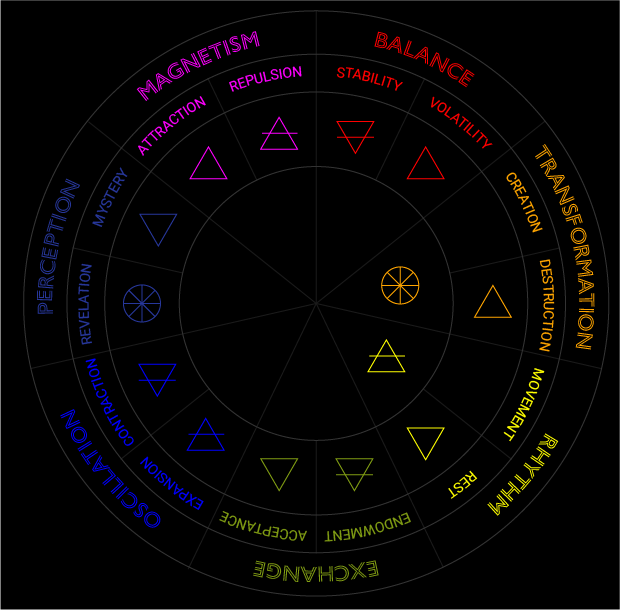 MAGNETISM
BALANCE
REPULSION
STABILITY
ATTRACTION
VOLATILITY
TRANSFORMATION
MYSTERY
CREATION
PERCEPTION
REVELATION
DESTRUCTION
CONTRACTION
MOVEMENT
OSCILLATION
RHYTHM
EXPANSION
REST
ACCEPTANCE
ENDOWMENT
EXCHANGE